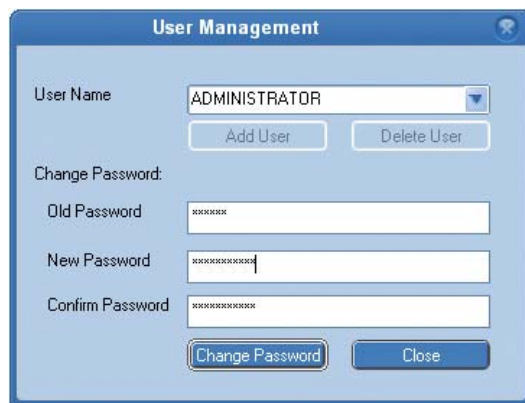 User Management
User Name
ADMINISTRATOR
Add User
Delete User
Change Password:
Old Password
××××××
New Password
×××××××××××
Confirm Password
×××××××××××
Change Password
Close